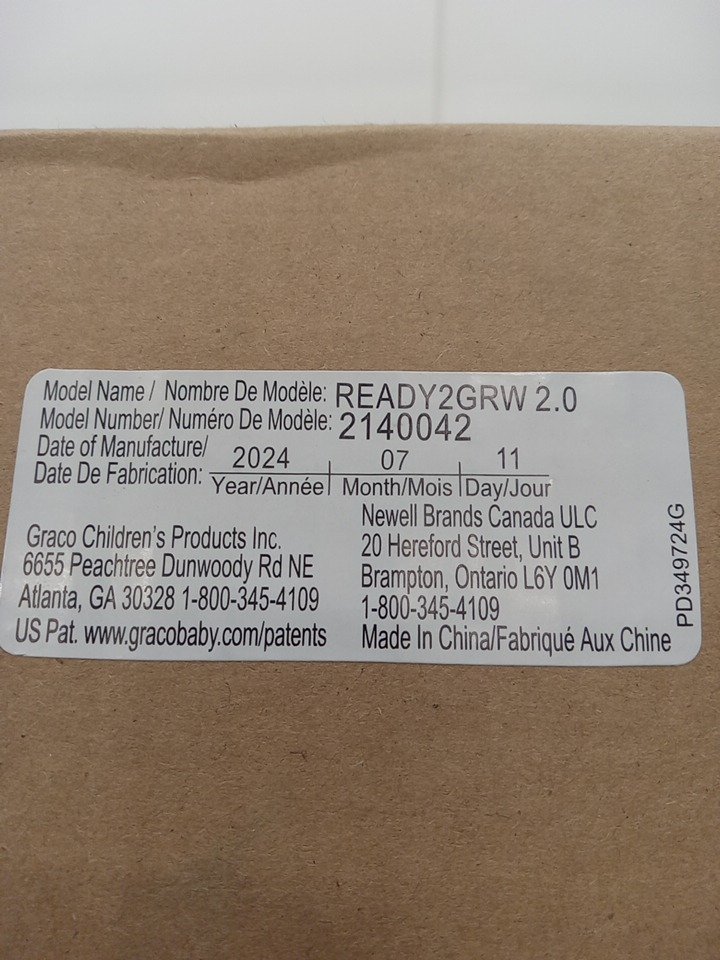 Model Name / Nombre De Modèle: READY2GRW 2.0
Model Number/ Numéro De Modèle: 2140042
Date of Manufacture/
Date De Fabrication: 2024 07 11
Year/Année Month/Mois Day/Jour
Graco Children's Products Inc.
6655 Peachtree Dunwoody Rd NE
Atlanta, GA 30328 1-800-345-4109
US Pat. www.gracobaby.com/patents
Newell Brands Canada ULC
20 Hereford Street, Unit B
Brampton, Ontario L6Y 0M1
1-800-345-4109
Made In China/Fabriqué Aux Chine
PD349724G